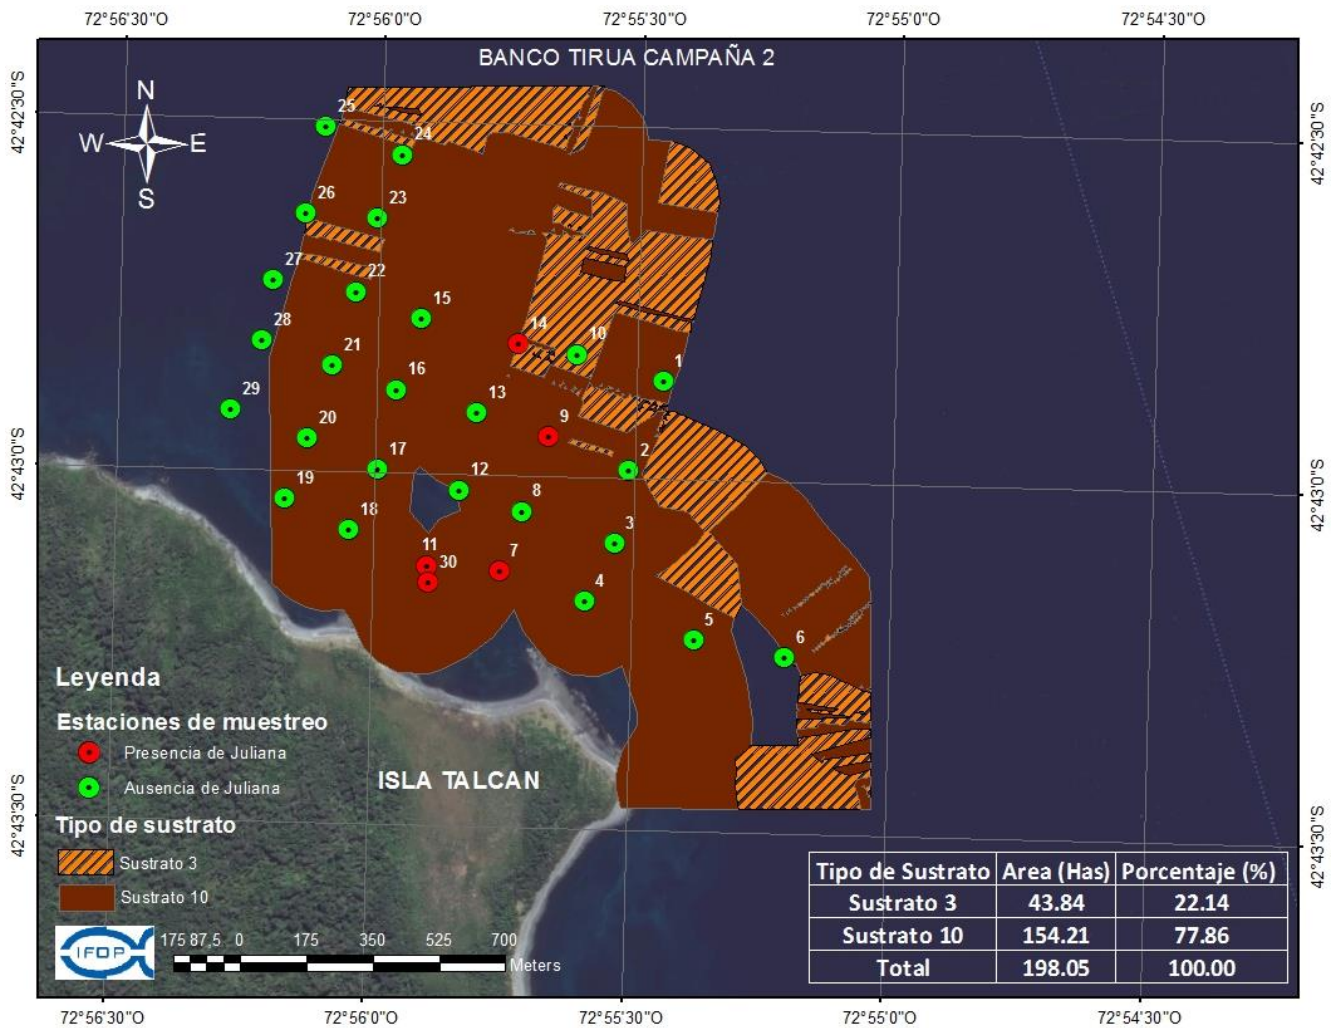 72°56'30"W 72°56'0"W 72°55'30"W 72°55'0"W 72°54'30"W
BANCO TIRUA CAMPAÑA 2
42°42'30"S 42°42'30"S
N
W E
S
25
24
26
23
27
22
15
28
14
10
21
16
1
29
13
9
20
17
2
12
19
8
18
3
11
30
7
4
5
6
42°43'0"S 42°43'0"S
Leyenda
Estaciones de muestreo
Presencia de Juliana
Ausencia de Juliana
ISLA TALCAN
Tipo de sustrato
Sustrato 3
Sustrato 10
42°43'30"S 42°43'30"S
IFOP
175 87,5 0 175 350 525 700
Meters
Tipo de Sustrato Area (Has) Porcentaje (%)
Sustrato 3 43.84 22.14
Sustrato 10 154.21 77.86
Total 198.05 100.00
72°56'30"W 72°56'0"W 72°55'30"W 72°55'0"W 72°54'30"W